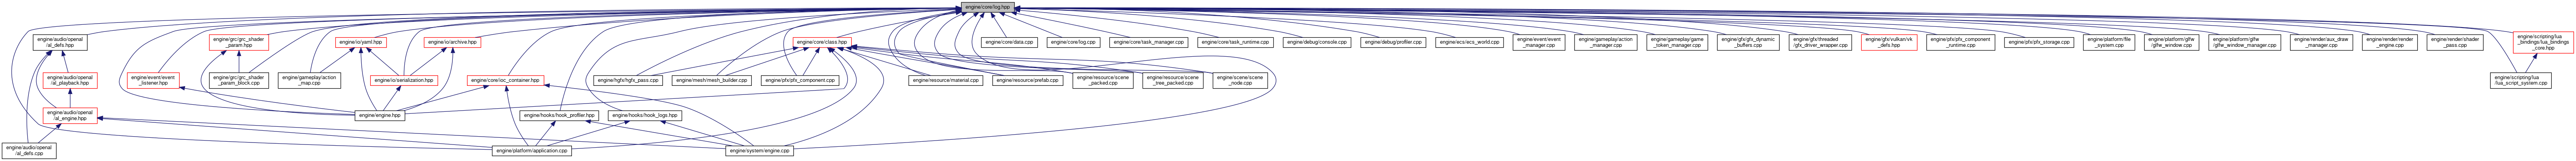 engine/core/log.hpp
engine/audio/openal
/al_defs.hpp
engine/grc/grc_shader
_param.hpp
engine/io/yaml.hpp
engine/io/archive.hpp
engine/core/class.hpp
engine/core/data.cpp
engine/core/log.cpp
engine/core/task_manager.cpp
engine/core/task_runtime.cpp
engine/debug/console.cpp
engine/debug/profiler.cpp
engine/ecs/ecs_world.cpp
engine/event/event
_manager.cpp
engine/gameplay/action
_manager.cpp
engine/gameplay/game
_token_manager.cpp
engine/gfx/gfx_dynamic
_buffers.cpp
engine/gfx/threaded
/gfx_driver_wrapper.cpp
engine/gfx/vulkan/vk
_defs.hpp
engine/pfx/pfx_component
_runtime.cpp
engine/pfx/pfx_storage.cpp
engine/platform/file
_system.cpp
engine/platform/glfw
/glfw_window.cpp
engine/platform/glfw
/glfw_window_manager.cpp
engine/render/aux_draw
_manager.cpp
engine/render/render
_engine.cpp
engine/render/shader
_pass.cpp
engine/scripting/lua
_bindings/lua_bindings
_core.hpp
engine/audio/openal
/al_playback.hpp
engine/event/event
_listener.hpp
engine/grc/grc_shader
_param_block.cpp
engine/gameplay/action
_map.cpp
engine/io/serialization.hpp
engine/core/ioc_container.hpp
engine/hgfx/hgfx_pass.cpp
engine/mesh/mesh_builder.cpp
engine/pfx/pfx_component.cpp
engine/resource/material.cpp
engine/resource/prefab.cpp
engine/resource/scene
_packed.cpp
engine/resource/scene
_tree_packed.cpp
engine/scene/scene
_node.cpp
engine/scripting/lua
/lua_script_system.cpp
engine/audio/openal
/al_engine.hpp
engine/engine.hpp
engine/hooks/hook_profiler.hpp
engine/hooks/hook_logs.hpp
engine/audio/openal
/al_defs.cpp
engine/platform/application.cpp
engine/system/engine.cpp